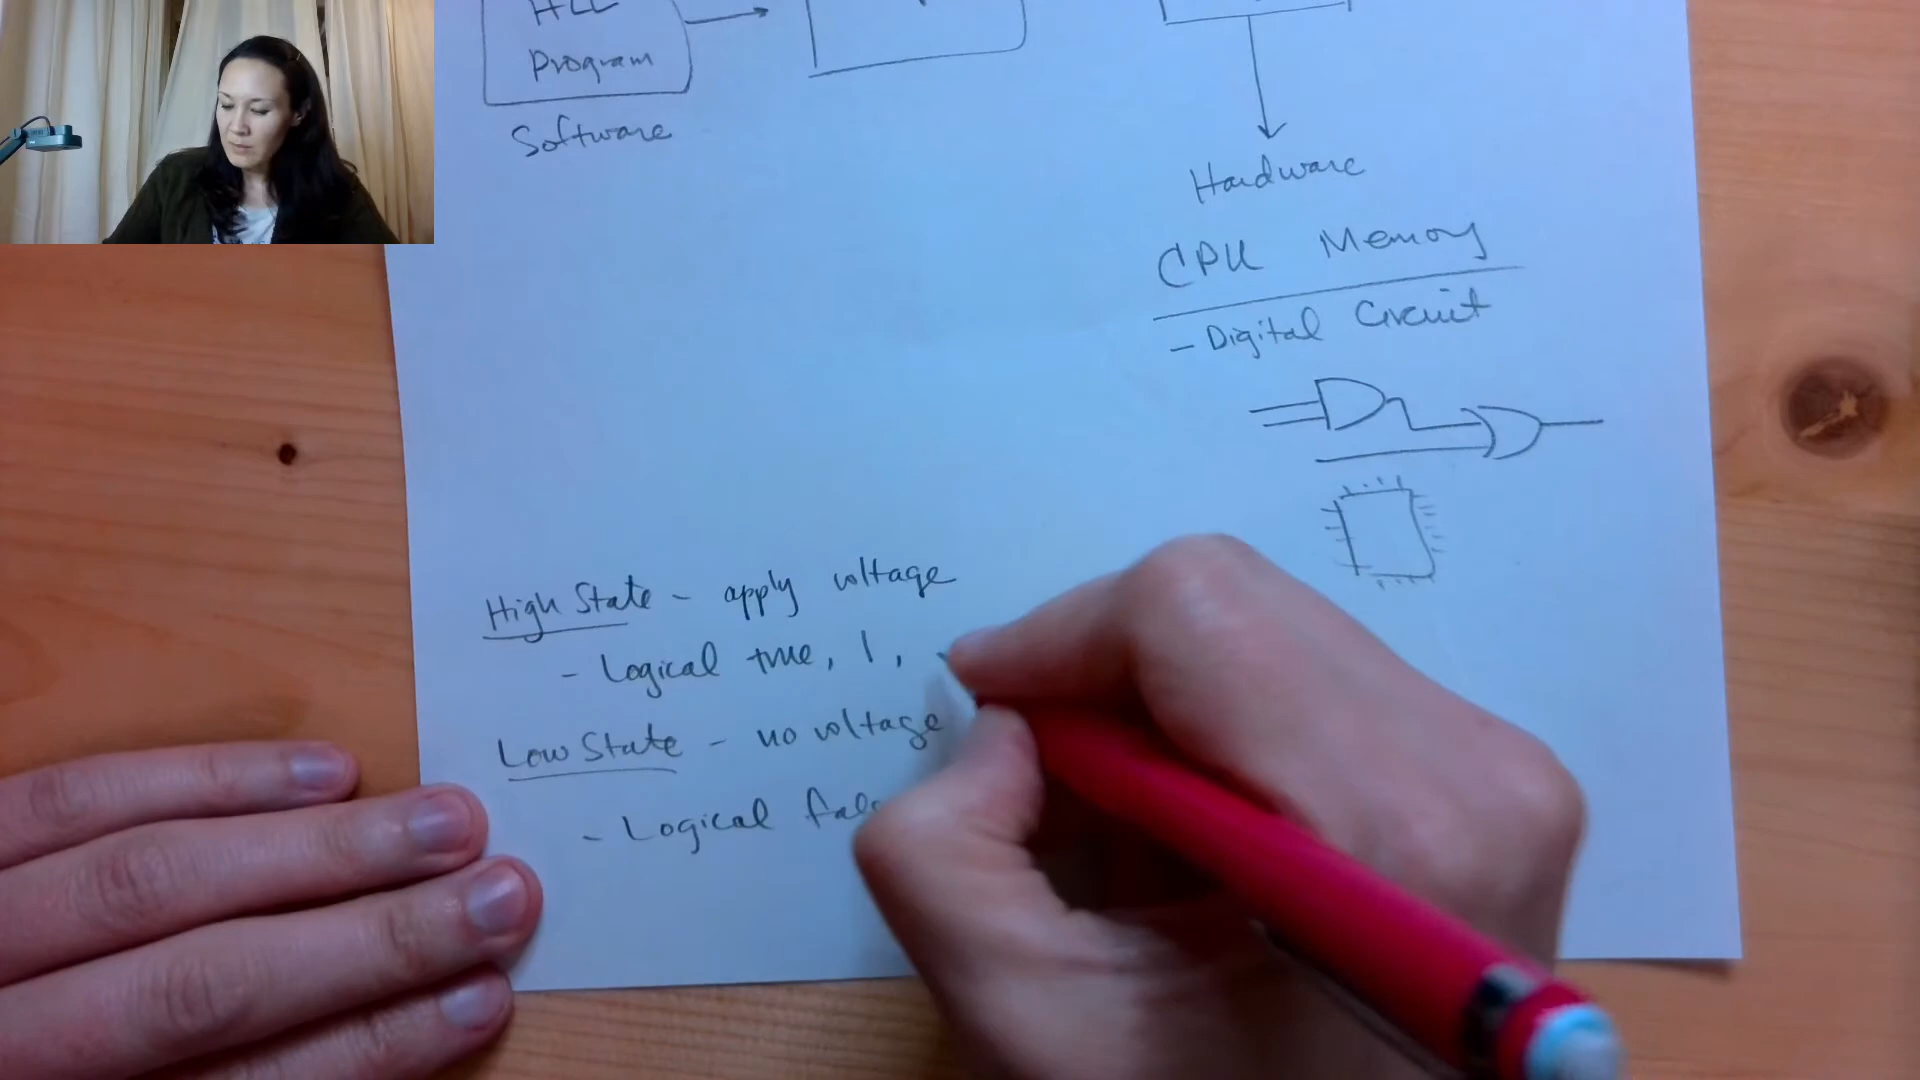 HLL
Program
Software
Hardware
CPU Memory
- Digital Circuit
High State - apply voltage
- Logical true, 1,
Low State - no voltage
- Logical